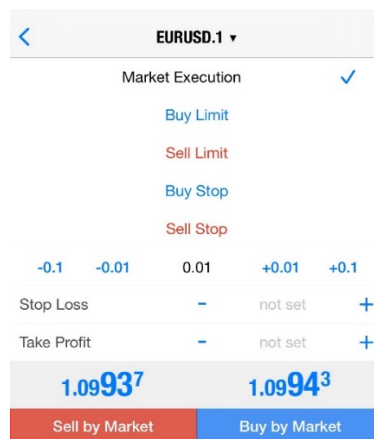 EURUSD.1 ▾
Market Execution
Buy Limit
Sell Limit
Buy Stop
Sell Stop
-0.1 -0.01 0.01 +0.01 +0.1
Stop Loss - not set +
Take Profit - not set +
1.09937 1.09943
Sell by Market Buy by Market